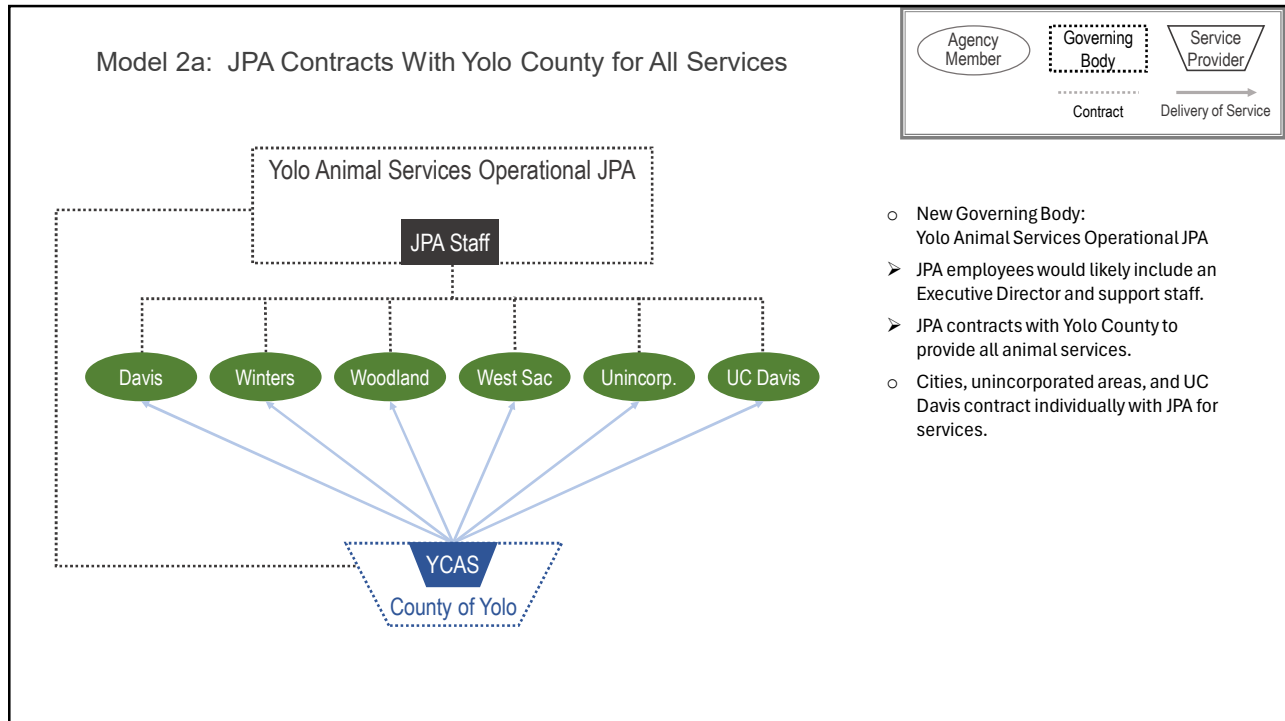 Model 2a: JPA Contracts With Yolo County for All Services
Agency
Member
Governing
Body
Service
Provider
Contract
Delivery of Service
Yolo Animal Services Operational JPA
JPA Staff
Davis
Winters
Woodland
West Sac
Unincorp.
UC Davis
YCAS
County of Yolo
o New Governing Body:
Yolo Animal Services Operational JPA
➤ JPA employees would likely include an
Executive Director and support staff.
➤ JPA contracts with Yolo County to
provide all animal services.
o Cities, unincorporated areas, and UC
Davis contract individually with JPA for
services.